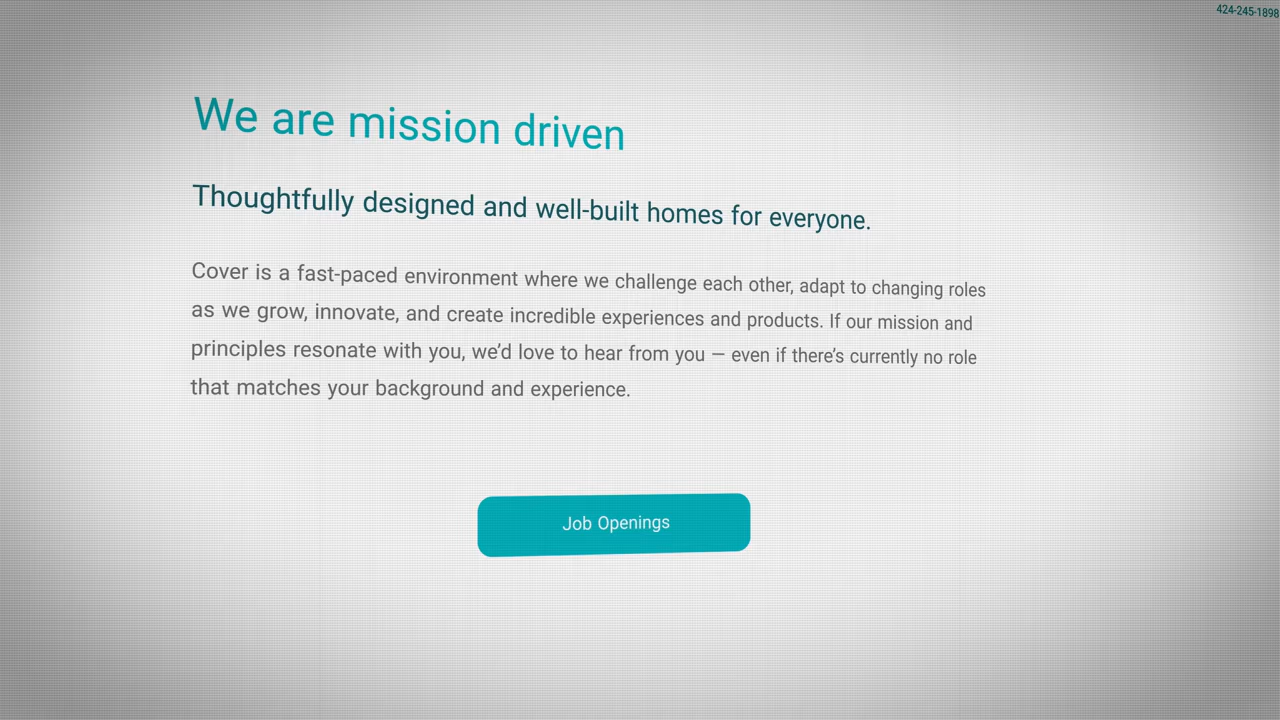 424-245-1898
We are mission driven
Thoughtfully designed and well-built homes for everyone.
Cover is a fast-paced environment where we challenge each other, adapt to changing roles
as we grow, innovate, and create incredible experiences and products. If our mission and
principles resonate with you, we’d love to hear from you — even if there’s currently no role
that matches your background and experience.
Job Openings